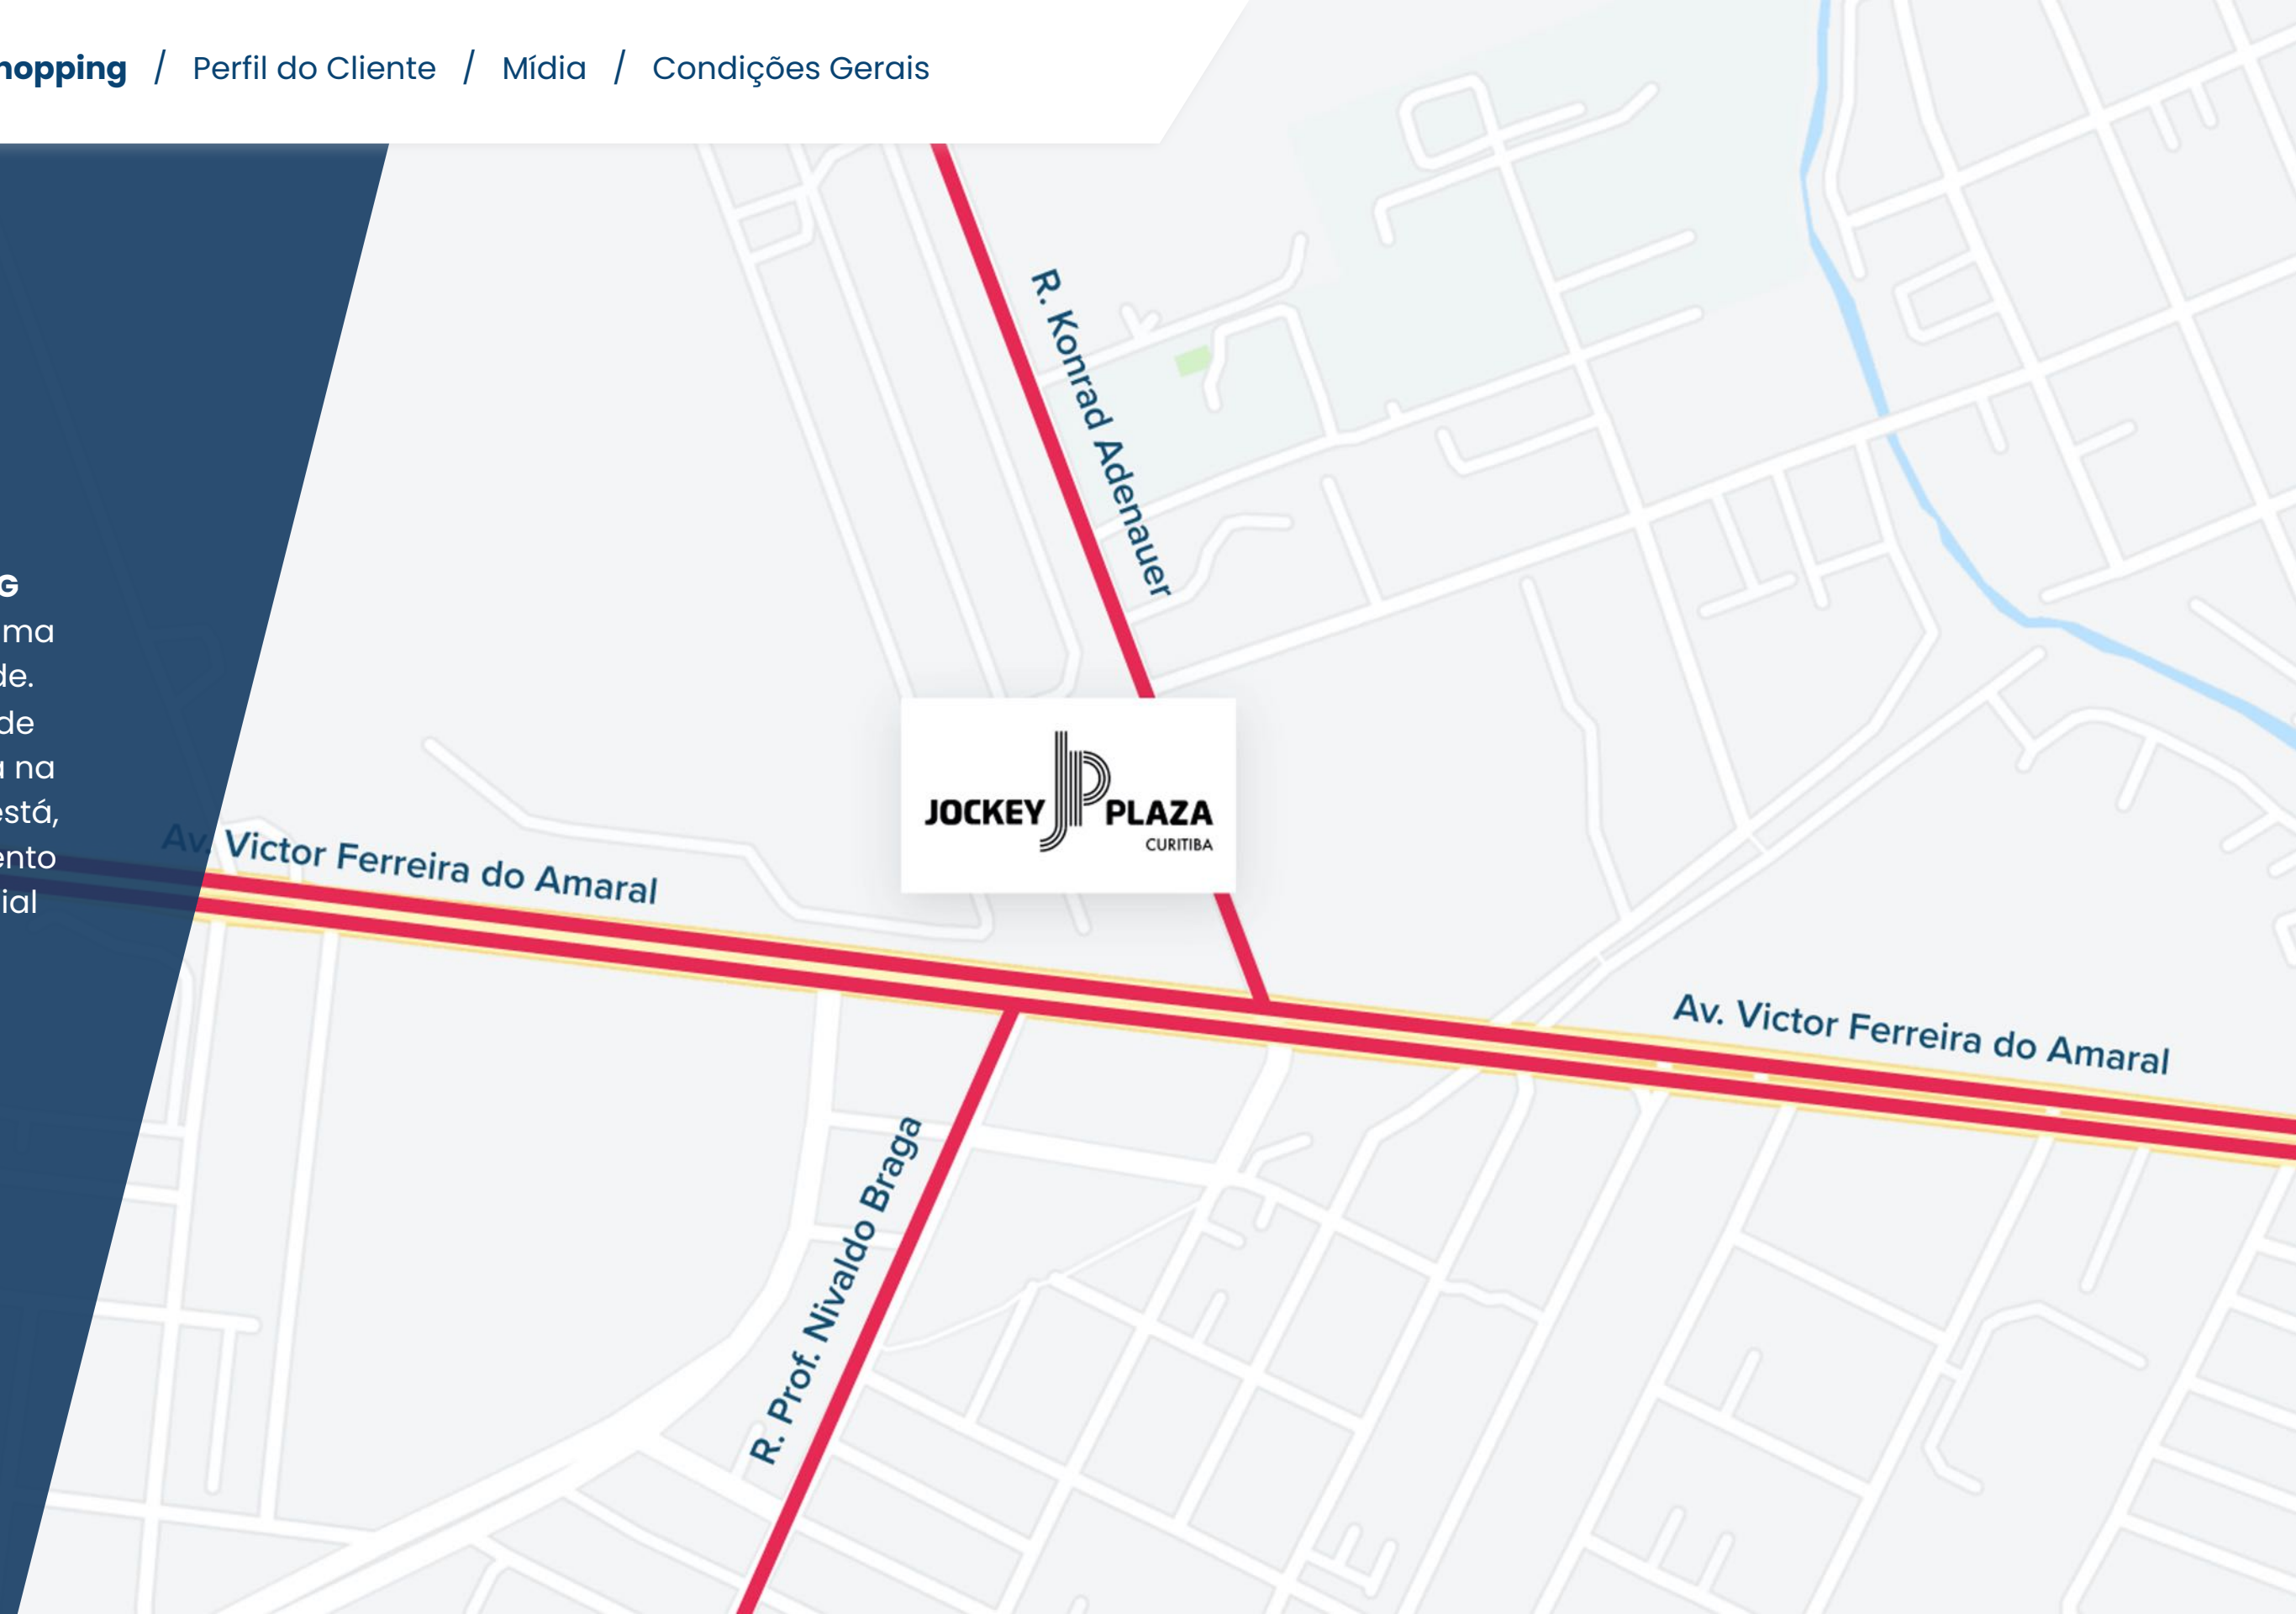 hopping / Perfil do Cliente / Mídia / Condições Gerais
R. Konrad Adenauer
G
ma
de.
de
na
está,
ento
ial
JOCKEY JP PLAZA
CURITIBA
Av. Victor Ferreira do Amaral
Av. Victor Ferreira do Amaral
R. Prof. Nivaldo Braga